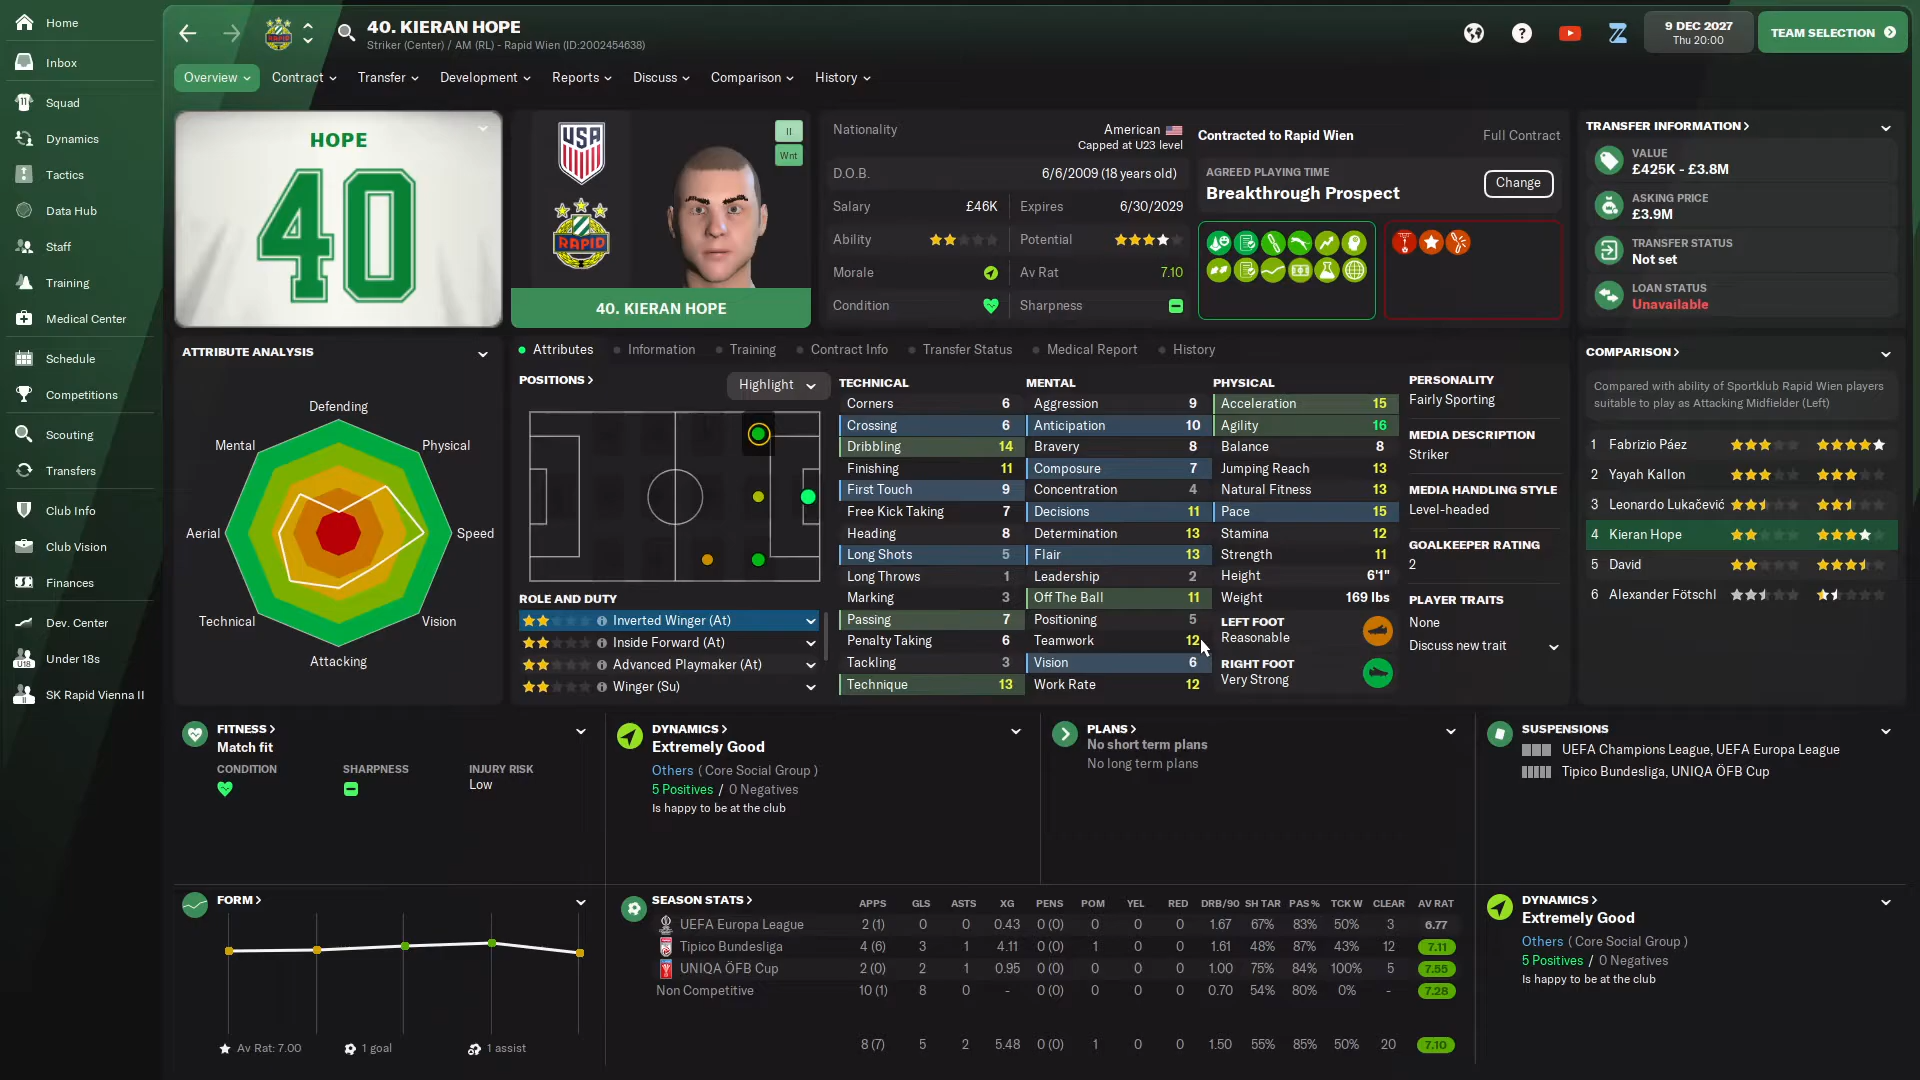 Home
Inbox
Squad
Dynamics
Tactics
Data Hub
Staff
Training
Medical Center
Schedule
Competitions
Scouting
Transfers
Club Info
Club Vision
Finances
Dev. Center
U18
Under 18s
II
SK Rapid Vienna II
40. KIERAN HOPE
Striker (Center) / AM (RL) - Rapid Wien (ID:2002454638)
9 DEC 2027
Thu 20:00
TEAM SELECTION
Overview
Contract
Transfer
Development
Reports
Discuss
Comparison
History
HOPE
40
USA
RAPID
II
Wnt
40. KIERAN HOPE
Nationality American
Capped at U23 level
D.O.B. 6/6/2009 (18 years old)
Salary £46K Expires 6/30/2029
Ability Potential
Morale Av Rat 7.10
Condition Sharpness
Contracted to Rapid Wien Full Contract
AGREED PLAYING TIME
Breakthrough Prospect
Change
TRANSFER INFORMATION
VALUE
£425K - £3.8M
ASKING PRICE
£3.9M
TRANSFER STATUS
Not set
LOAN STATUS
Unavailable
ATTRIBUTE ANALYSIS
Defending
Mental Physical
Aerial Speed
Technical Vision
Attacking
Attributes Information Training Contract Info Transfer Status Medical Report History
POSITIONS Highlight
ROLE AND DUTY
Inverted Winger (At)
Inside Forward (At)
Advanced Playmaker (At)
Winger (Su)
TECHNICAL
Corners 6
Crossing 6
Dribbling 14
Finishing 11
First Touch 9
Free Kick Taking 7
Heading 8
Long Shots 5
Long Throws 1
Marking 3
Passing 7
Penalty Taking 6
Tackling 3
Technique 13
MENTAL
Aggression 9
Anticipation 10
Bravery 8
Composure 7
Concentration 4
Decisions 11
Determination 13
Flair 13
Leadership 2
Off The Ball 11
Positioning 5
Teamwork 12
Vision 6
Work Rate 12
PHYSICAL
Acceleration 15
Agility 16
Balance 8
Jumping Reach 13
Natural Fitness 13
Pace 15
Stamina 12
Strength 11
Height 6'1"
Weight 169 lbs
LEFT FOOT
Reasonable
RIGHT FOOT
Very Strong
PERSONALITY
Fairly Sporting
MEDIA DESCRIPTION
Striker
MEDIA HANDLING STYLE
Level-headed
GOALKEEPER RATING
2
PLAYER TRAITS
None
Discuss new trait
COMPARISON
Compared with ability of Sportklub Rapid Wien players
suitable to play as Attacking Midfielder (Left)
1 Fabrizio Páez
2 Yayah Kallon
3 Leonardo Lukačević
4 Kieran Hope
5 David
6 Alexander Fötschl
FITNESS
Match fit
CONDITION SHARPNESS INJURY RISK
Low
DYNAMICS
Extremely Good
Others ( Core Social Group )
5 Positives / 0 Negatives
Is happy to be at the club
PLANS
No short term plans
No long term plans
SUSPENSIONS
UEFA Champions League, UEFA Europa League
Tipico Bundesliga, UNIQA ÖFB Cup
FORM
Av Rat: 7.00 1 goal 1 assist
SEASON STATS APPS GLS ASTS XG PENS POM YEL RED DRB/90 SH TAR PAS % TCK W CLEAR AV RAT
UEFA Europa League 2 (1) 0 0 0.43 0 (0) 0 0 0 1.67 67% 83% 50% 3 6.77
Tipico Bundesliga 4 (6) 3 1 4.11 0 (0) 1 0 0 1.61 48% 87% 43% 12 7.11
UNIQA ÖFB Cup 2 (0) 2 1 0.95 0 (0) 0 0 0 1.00 75% 84% 100% 5 7.55
Non Competitive 10 (1) 8 0 - 0 (0) 0 0 0 0.70 54% 80% 0% - 7.28
8 (7) 5 2 5.48 0 (0) 1 0 0 1.50 55% 85% 50% 20 7.10
DYNAMICS
Extremely Good
Others ( Core Social Group )
5 Positives / 0 Negatives
Is happy to be at the club